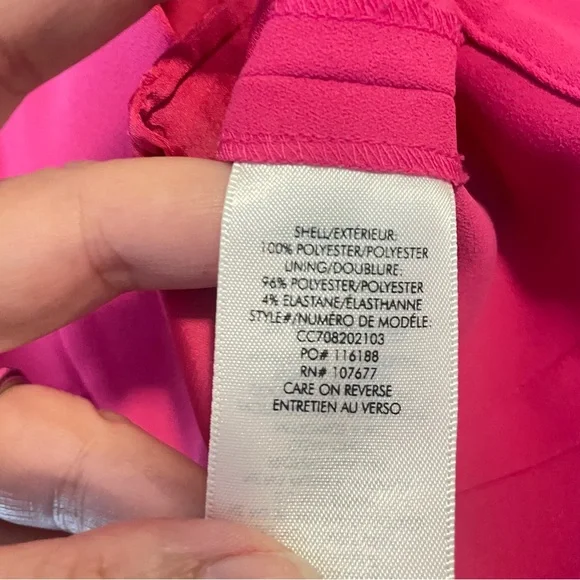 SHELL/EXTÉRIEUR:
100% POLYESTER/POLYESTER
LINING/DOUBLURE:
96% POLYESTER/POLYESTER
4% ELASTANE/ÉLASTHANNE
STYLE#/NUMÉRO DE MODÉLE:
CC708202103
PO# 116188
RN# 107677
CARE ON REVERSE
ENTRETIEN AU VERSO